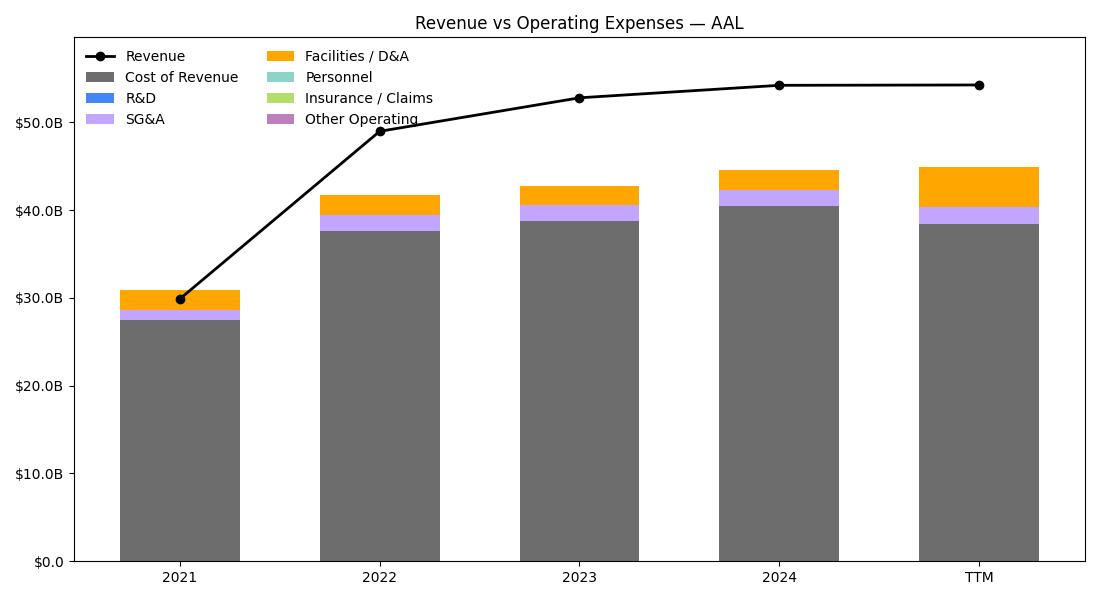 Revenue vs Operating Expenses — AAL
Revenue
Cost of Revenue
R&D
SG&A
Facilities / D&A
Personnel
Insurance / Claims
Other Operating
$50.0B
$40.0B
$30.0B
$20.0B
$10.0B
$0.0
2021
2022
2023
2024
TTM